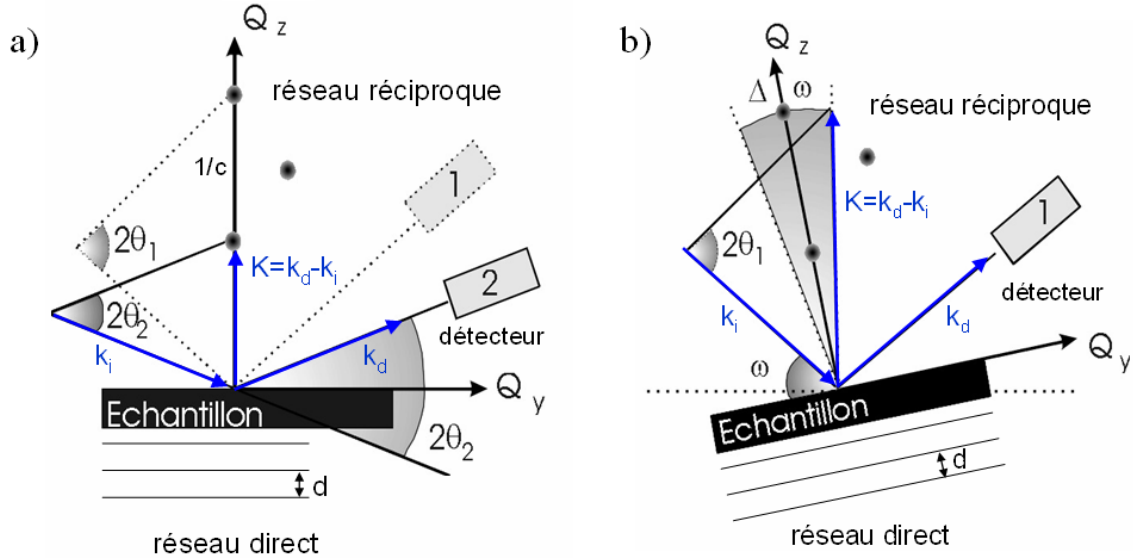 a)
Q z
réseau réciproque
1/c
1
2θ1
K=kd-ki
2
2θ2
détecteur
ki
kd
Q y
Echantillon
2θ2
d
réseau direct
b)
Q z
Δ ω
réseau réciproque
1
K=kd-ki
2θ1
détecteur
ki
kd
Q y
ω
Echantillon
d
réseau direct